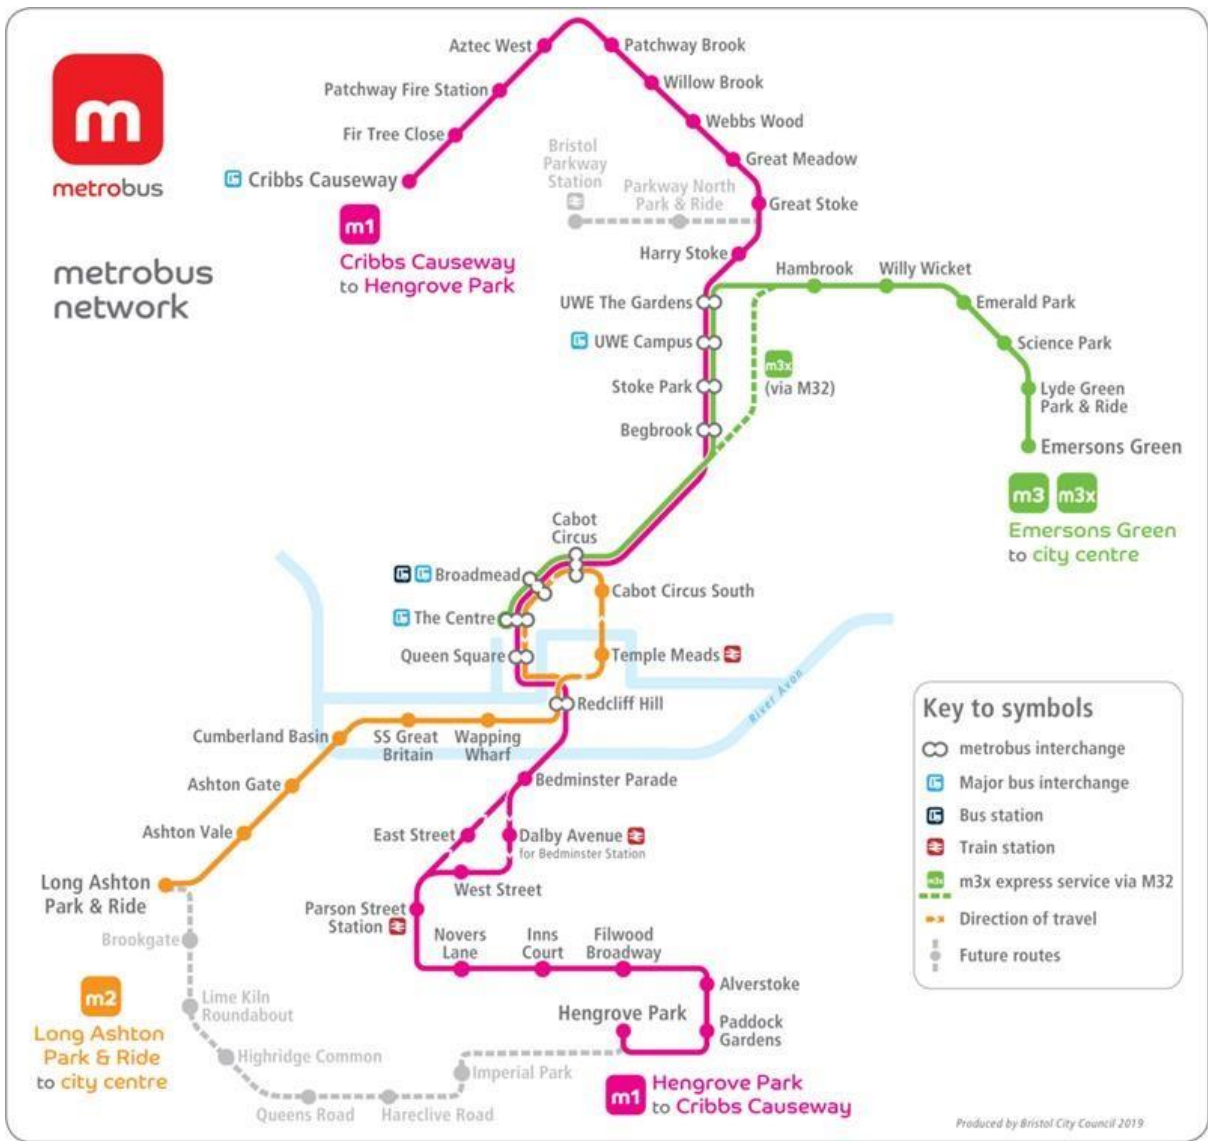 m
metrobus
metrobus
network
Aztec West
Patchway Brook
Patchway Fire Station
Willow Brook
Fir Tree Close
Webbs Wood
Cribbs Causeway
Great Meadow
m1
Cribbs Causeway
to Hengrove Park
Bristol
Parkway
Station
Parkway North
Park & Ride
Great Stoke
Harry Stoke
Hambrook
Willy Wicket
UWE The Gardens
Emerald Park
UWE Campus
Science Park
m3x
(via M32)
Stoke Park
Lyde Green
Park & Ride
Begbrook
Emersons Green
m3
m3x
Emersons Green
to city centre
Cabot
Circus
Broadmead
Cabot Circus South
The Centre
Queen Square
Temple Meads
Redcliff Hill
River Avon
Cumberland Basin
SS Great
Britain
Wapping
Wharf
Ashton Gate
Bedminster Parade
Ashton Vale
East Street
Dalby Avenue
for Bedminster Station
Long Ashton
Park & Ride
West Street
Parson Street
Station
Brookgate
Novers
Lane
Inns
Court
Filwood
Broadway
Alverstoke
m2
Long Ashton
Park & Ride
to city centre
Lime Kiln
Roundabout
Hengrove Park
Paddock
Gardens
Highridge Common
Imperial Park
Queens Road
Hareclive Road
m1
Hengrove Park
to Cribbs Causeway
Key to symbols
metrobus interchange
Major bus interchange
Bus station
Train station
m3x
m3x express service via M32
Direction of travel
Future routes
Produced by Bristol City Council 2019